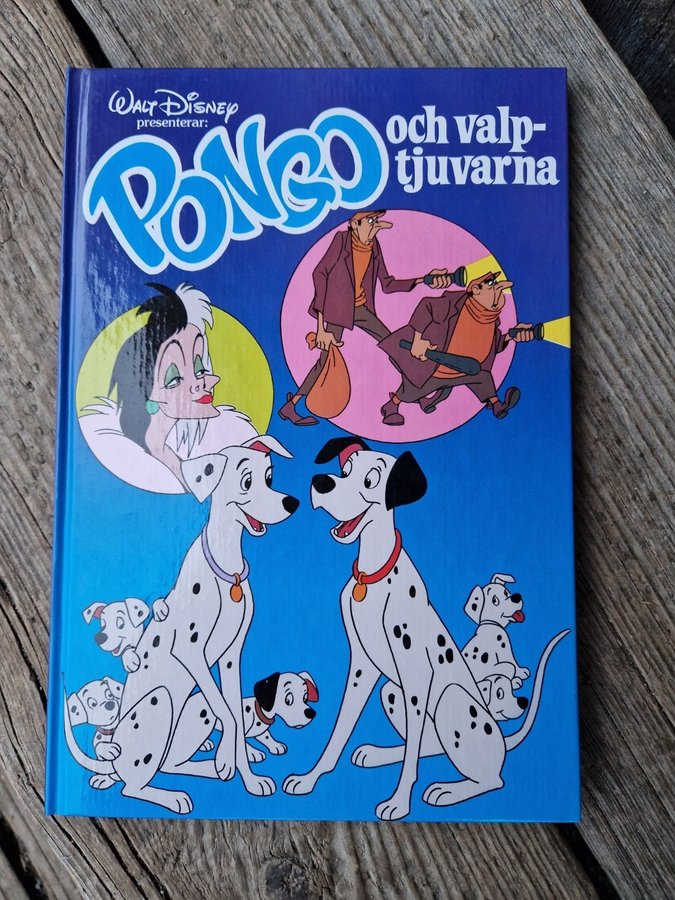 Walt Disney
presenterar:
PONGO
och valp-
tjuvarna